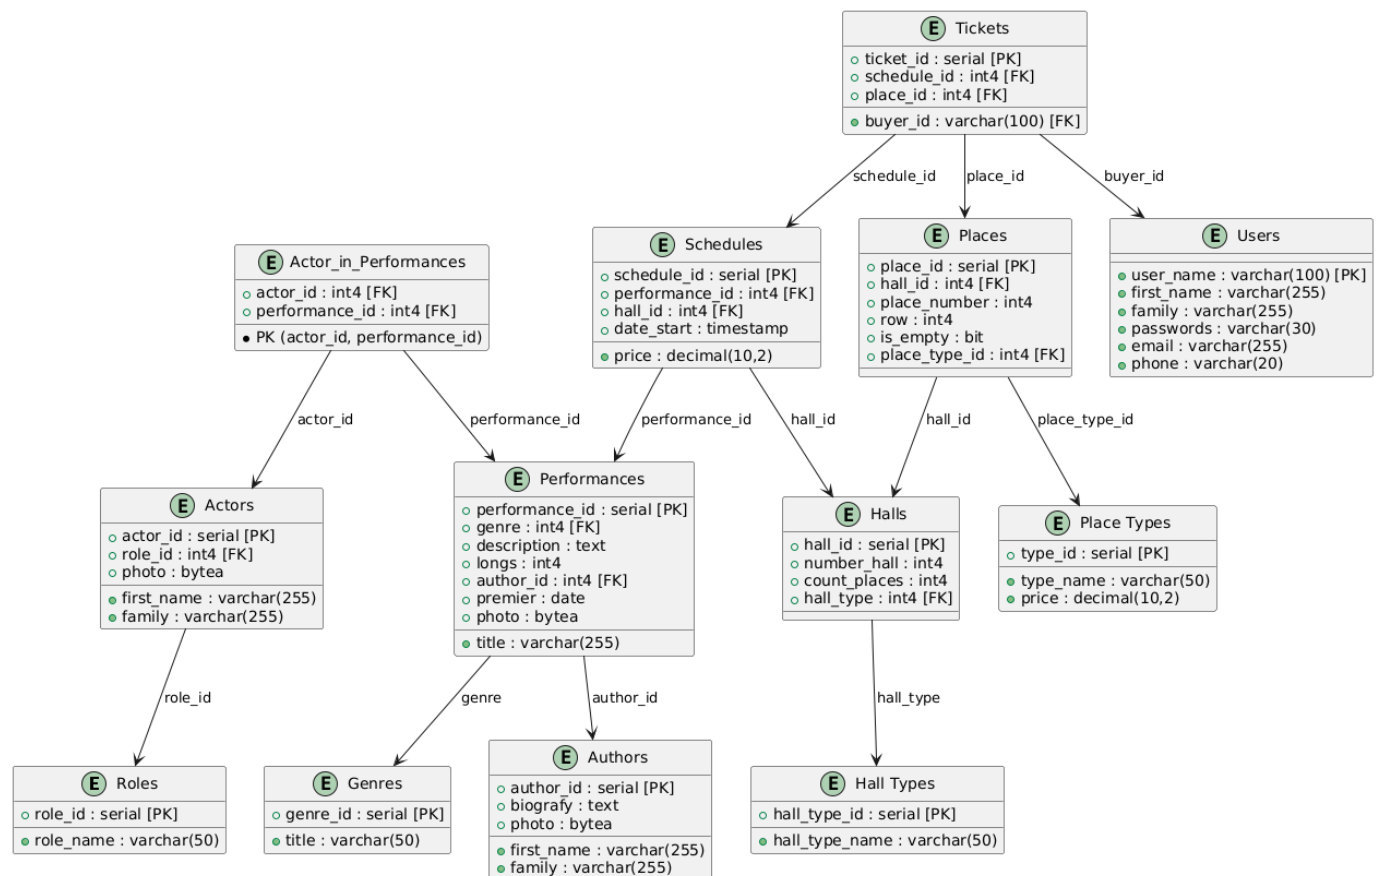 E Tickets
ticket_id : serial [PK]
schedule_id : int4 [FK]
place_id : int4 [FK]
buyer_id : varchar(100) [FK]
schedule_id
place_id
buyer_id
E Actor_in_Performances
actor_id : int4 [FK]
performance_id : int4 [FK]
PK (actor_id, performance_id)
E Schedules
schedule_id : serial [PK]
performance_id : int4 [FK]
hall_id : int4 [FK]
date_start : timestamp
price : decimal(10,2)
E Places
place_id : serial [PK]
hall_id : int4 [FK]
place_number : int4
row : int4
is_empty : bit
place_type_id : int4 [FK]
E Users
user_name : varchar(100) [PK]
first_name : varchar(255)
family : varchar(255)
passwords : varchar(30)
email : varchar(255)
phone : varchar(20)
actor_id
performance_id
performance_id
hall_id
hall_id
place_type_id
E Actors
actor_id : serial [PK]
role_id : int4 [FK]
photo : bytea
first_name : varchar(255)
family : varchar(255)
E Performances
performance_id : serial [PK]
genre : int4 [FK]
description : text
longs : int4
author_id : int4 [FK]
premier : date
photo : bytea
title : varchar(255)
E Halls
hall_id : serial [PK]
number_hall : int4
count_places : int4
hall_type : int4 [FK]
E Place Types
type_id : serial [PK]
type_name : varchar(50)
price : decimal(10,2)
role_id
genre
author_id
hall_type
E Roles
role_id : serial [PK]
role_name : varchar(50)
E Genres
genre_id : serial [PK]
title : varchar(50)
E Authors
author_id : serial [PK]
biografy : text
photo : bytea
first_name : varchar(255)
family : varchar(255)
E Hall Types
hall_type_id : serial [PK]
hall_type_name : varchar(50)